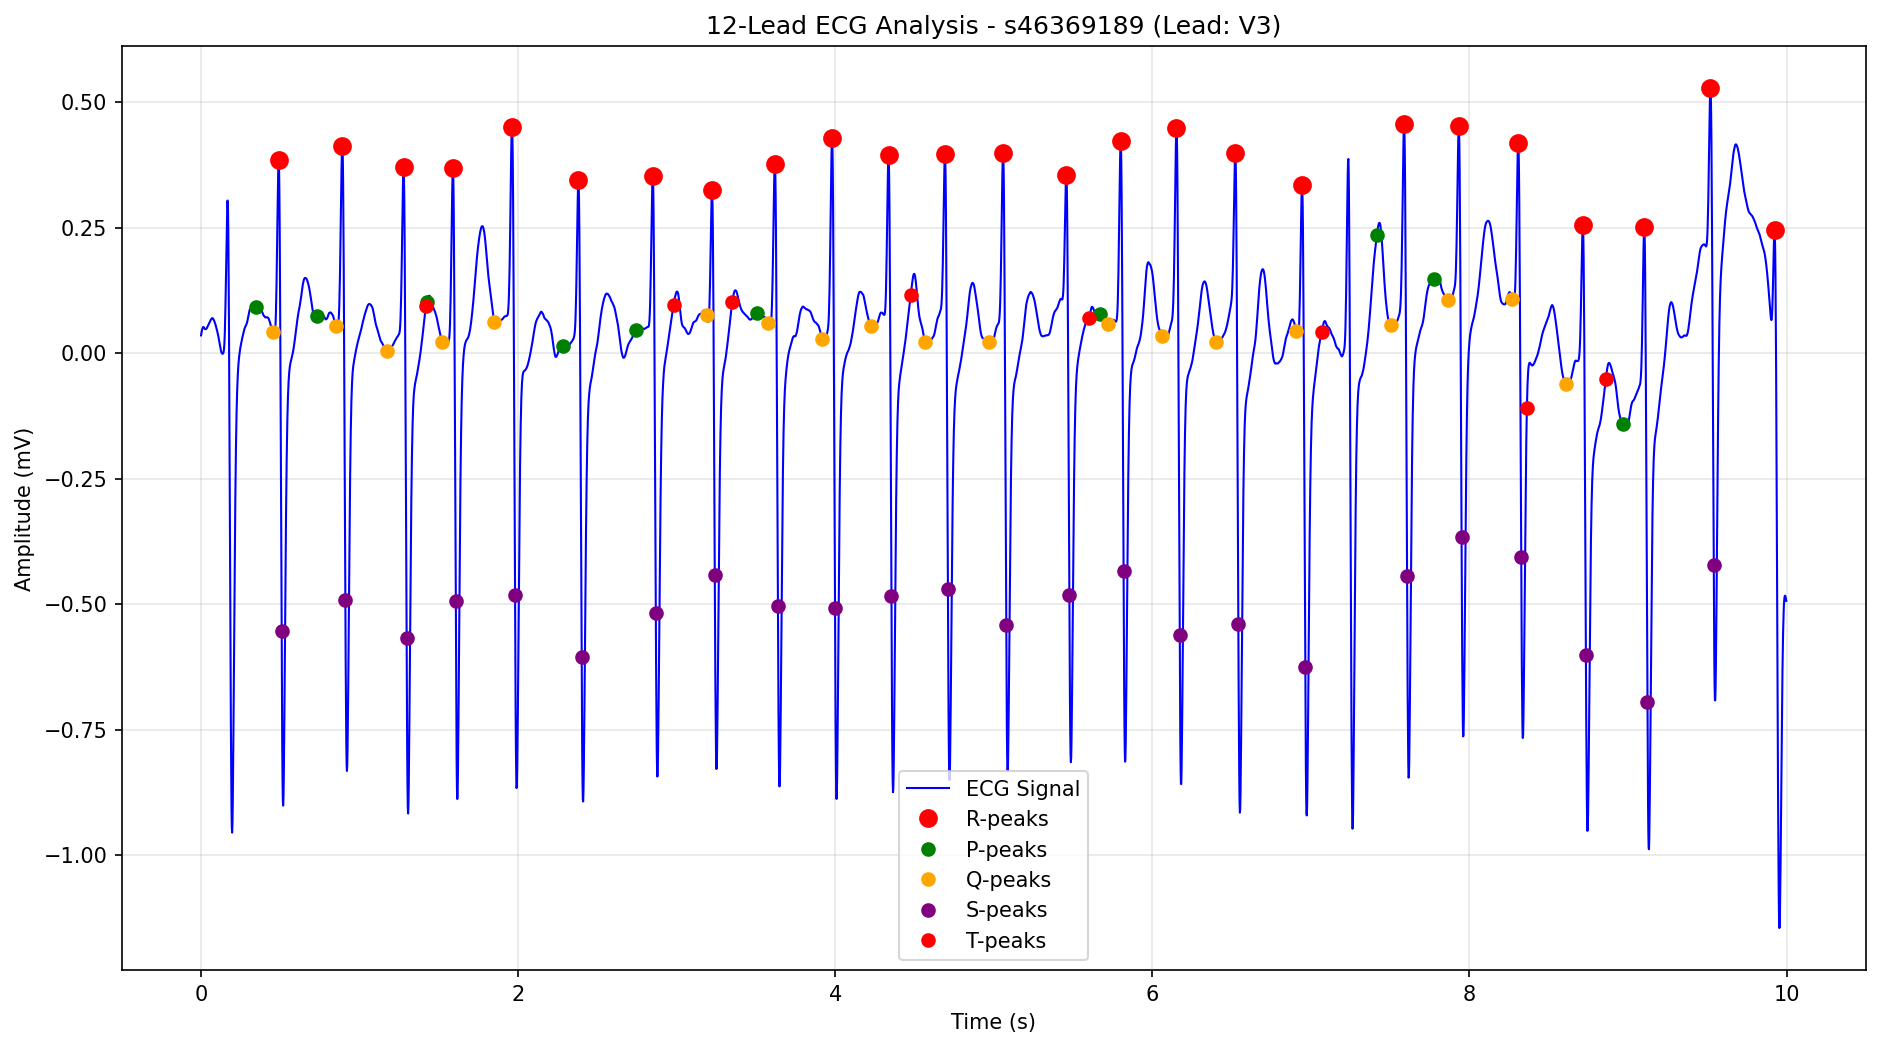 12-Lead ECG Analysis - s46369189 (Lead: V3)
Amplitude (mV)
0.50
0.25
0.00
−0.25
−0.50
−0.75
−1.00
ECG Signal
R-peaks
P-peaks
Q-peaks
S-peaks
T-peaks
0 2 4 6 8 10
Time (s)